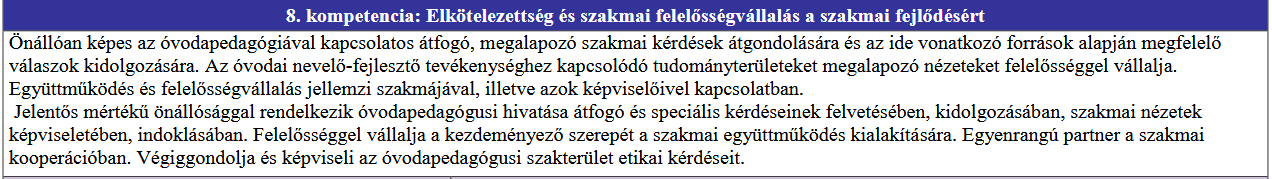 8. kompetencia: Elkötelezettség és szakmai felelősségvállalás a szakmai fejlődésért
Önállóan képes az óvodapedagógiával kapcsolatos átfogó, megalapozó szakmai kérdések átgondolására és az ide vonatkozó források alapján megfelelő
válaszok kidolgozására. Az óvodai nevelő-fejlesztő tevékenységhez kapcsolódó tudományterületeket megalapozó nézeteket felelősséggel vállalja.
Együttműködés és felelősségvállalás jellemzi szakmájával, illetve azok képviselőivel kapcsolatban.
Jelentős mértékű önállósággal rendelkezik óvodapedagógusi hivatása átfogó és speciális kérdéseinek felvetésében, kidolgozásában, szakmai nézetek
képviseletében, indoklásában. Felelősséggel vállalja a kezdeményező szerepét a szakmai együttműködés kialakítására. Egyenrangú partner a szakmai
kooperációban. Végiggondolja és képviseli az óvodapedagógusi szakterület etikai kérdéseit.